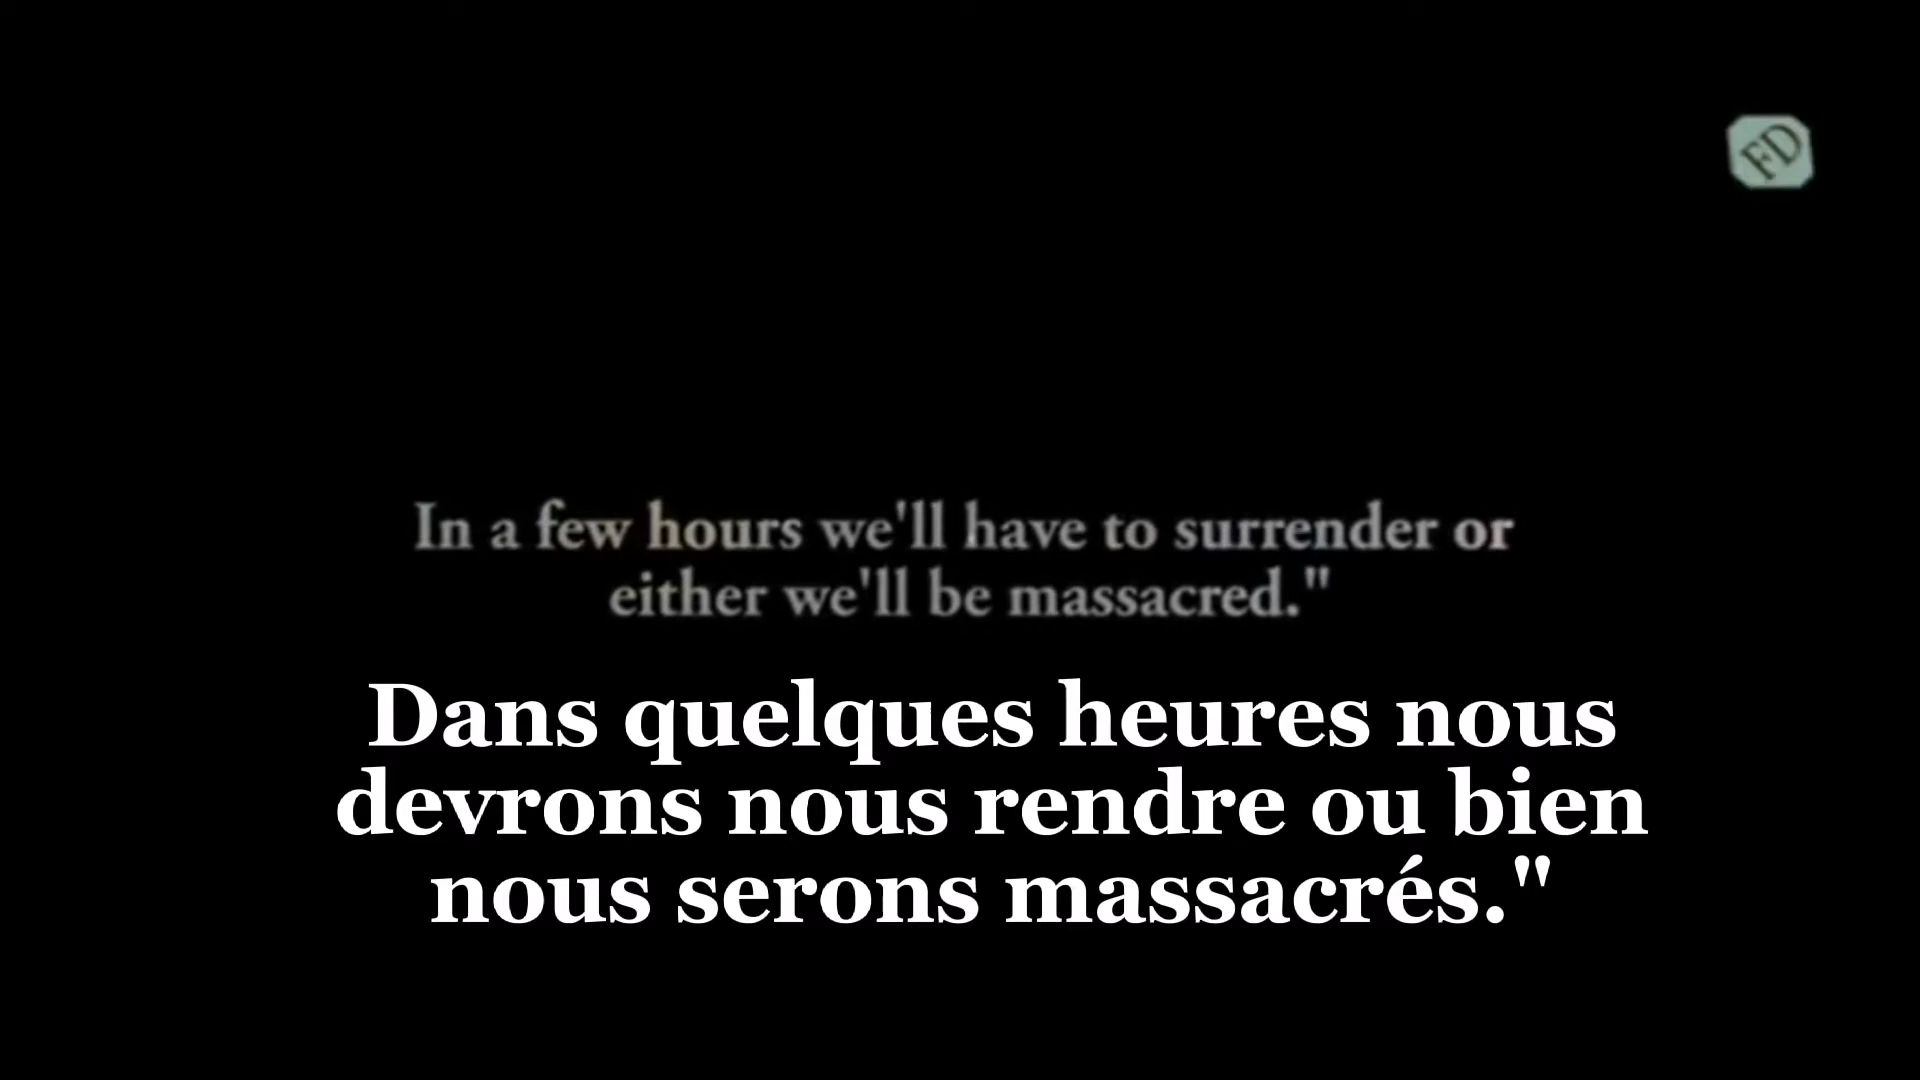 FD
In a few hours we'll have to surrender or
either we'll be massacred."
Dans quelques heures nous
devrons nous rendre ou bien
nous serons massacrés."